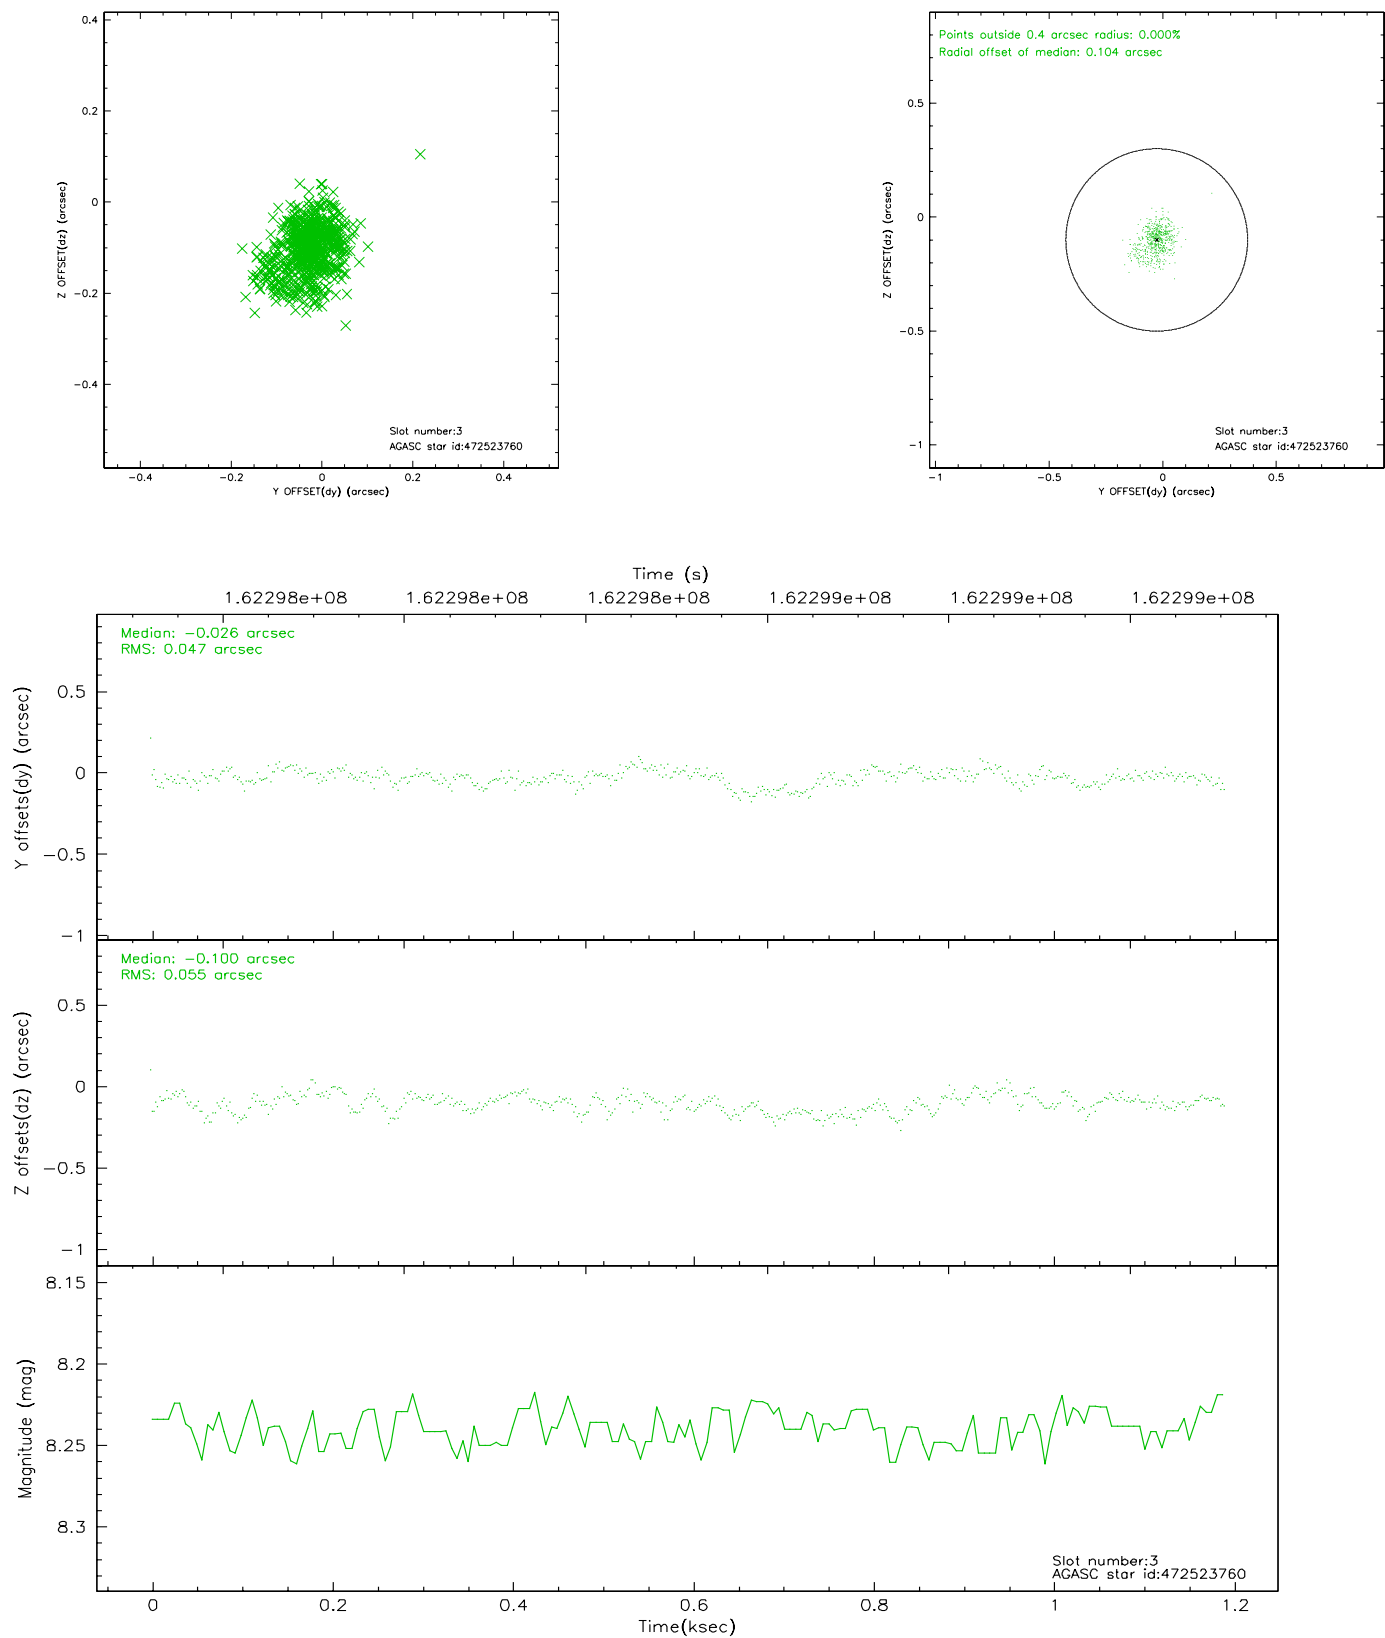 0.4
0.2
0
−0.2
−0.4
Z OFFSET(dz) (arcsec)
Slot number:3
AGASC star id:472523760
−0.4 −0.2 0 0.2 0.4
Y OFFSET(dy) (arcsec)
Points outside 0.4 arcsec radius: 0.000%
Radial offset of median: 0.104 arcsec
0.5
0
−0.5
−1
Z OFFSET(dz) (arcsec)
Slot number:3
AGASC star id:472523760
−1 −0.5 0 0.5
Y OFFSET(dy) (arcsec)
Time (s)
1.62298e+08 1.62298e+08 1.62298e+08 1.62299e+08 1.62299e+08 1.62299e+08
Median: −0.026 arcsec
RMS: 0.047 arcsec
0.5
0
−0.5
−1
Y offsets(dy) (arcsec)
Median: −0.100 arcsec
RMS: 0.055 arcsec
0.5
0
−0.5
−1
Z offsets(dz) (arcsec)
8.15
8.2
8.25
8.3
Magnitude (mag)
Slot number:3
AGASC star id:472523760
0 0.2 0.4 0.6 0.8 1 1.2
Time(ksec)